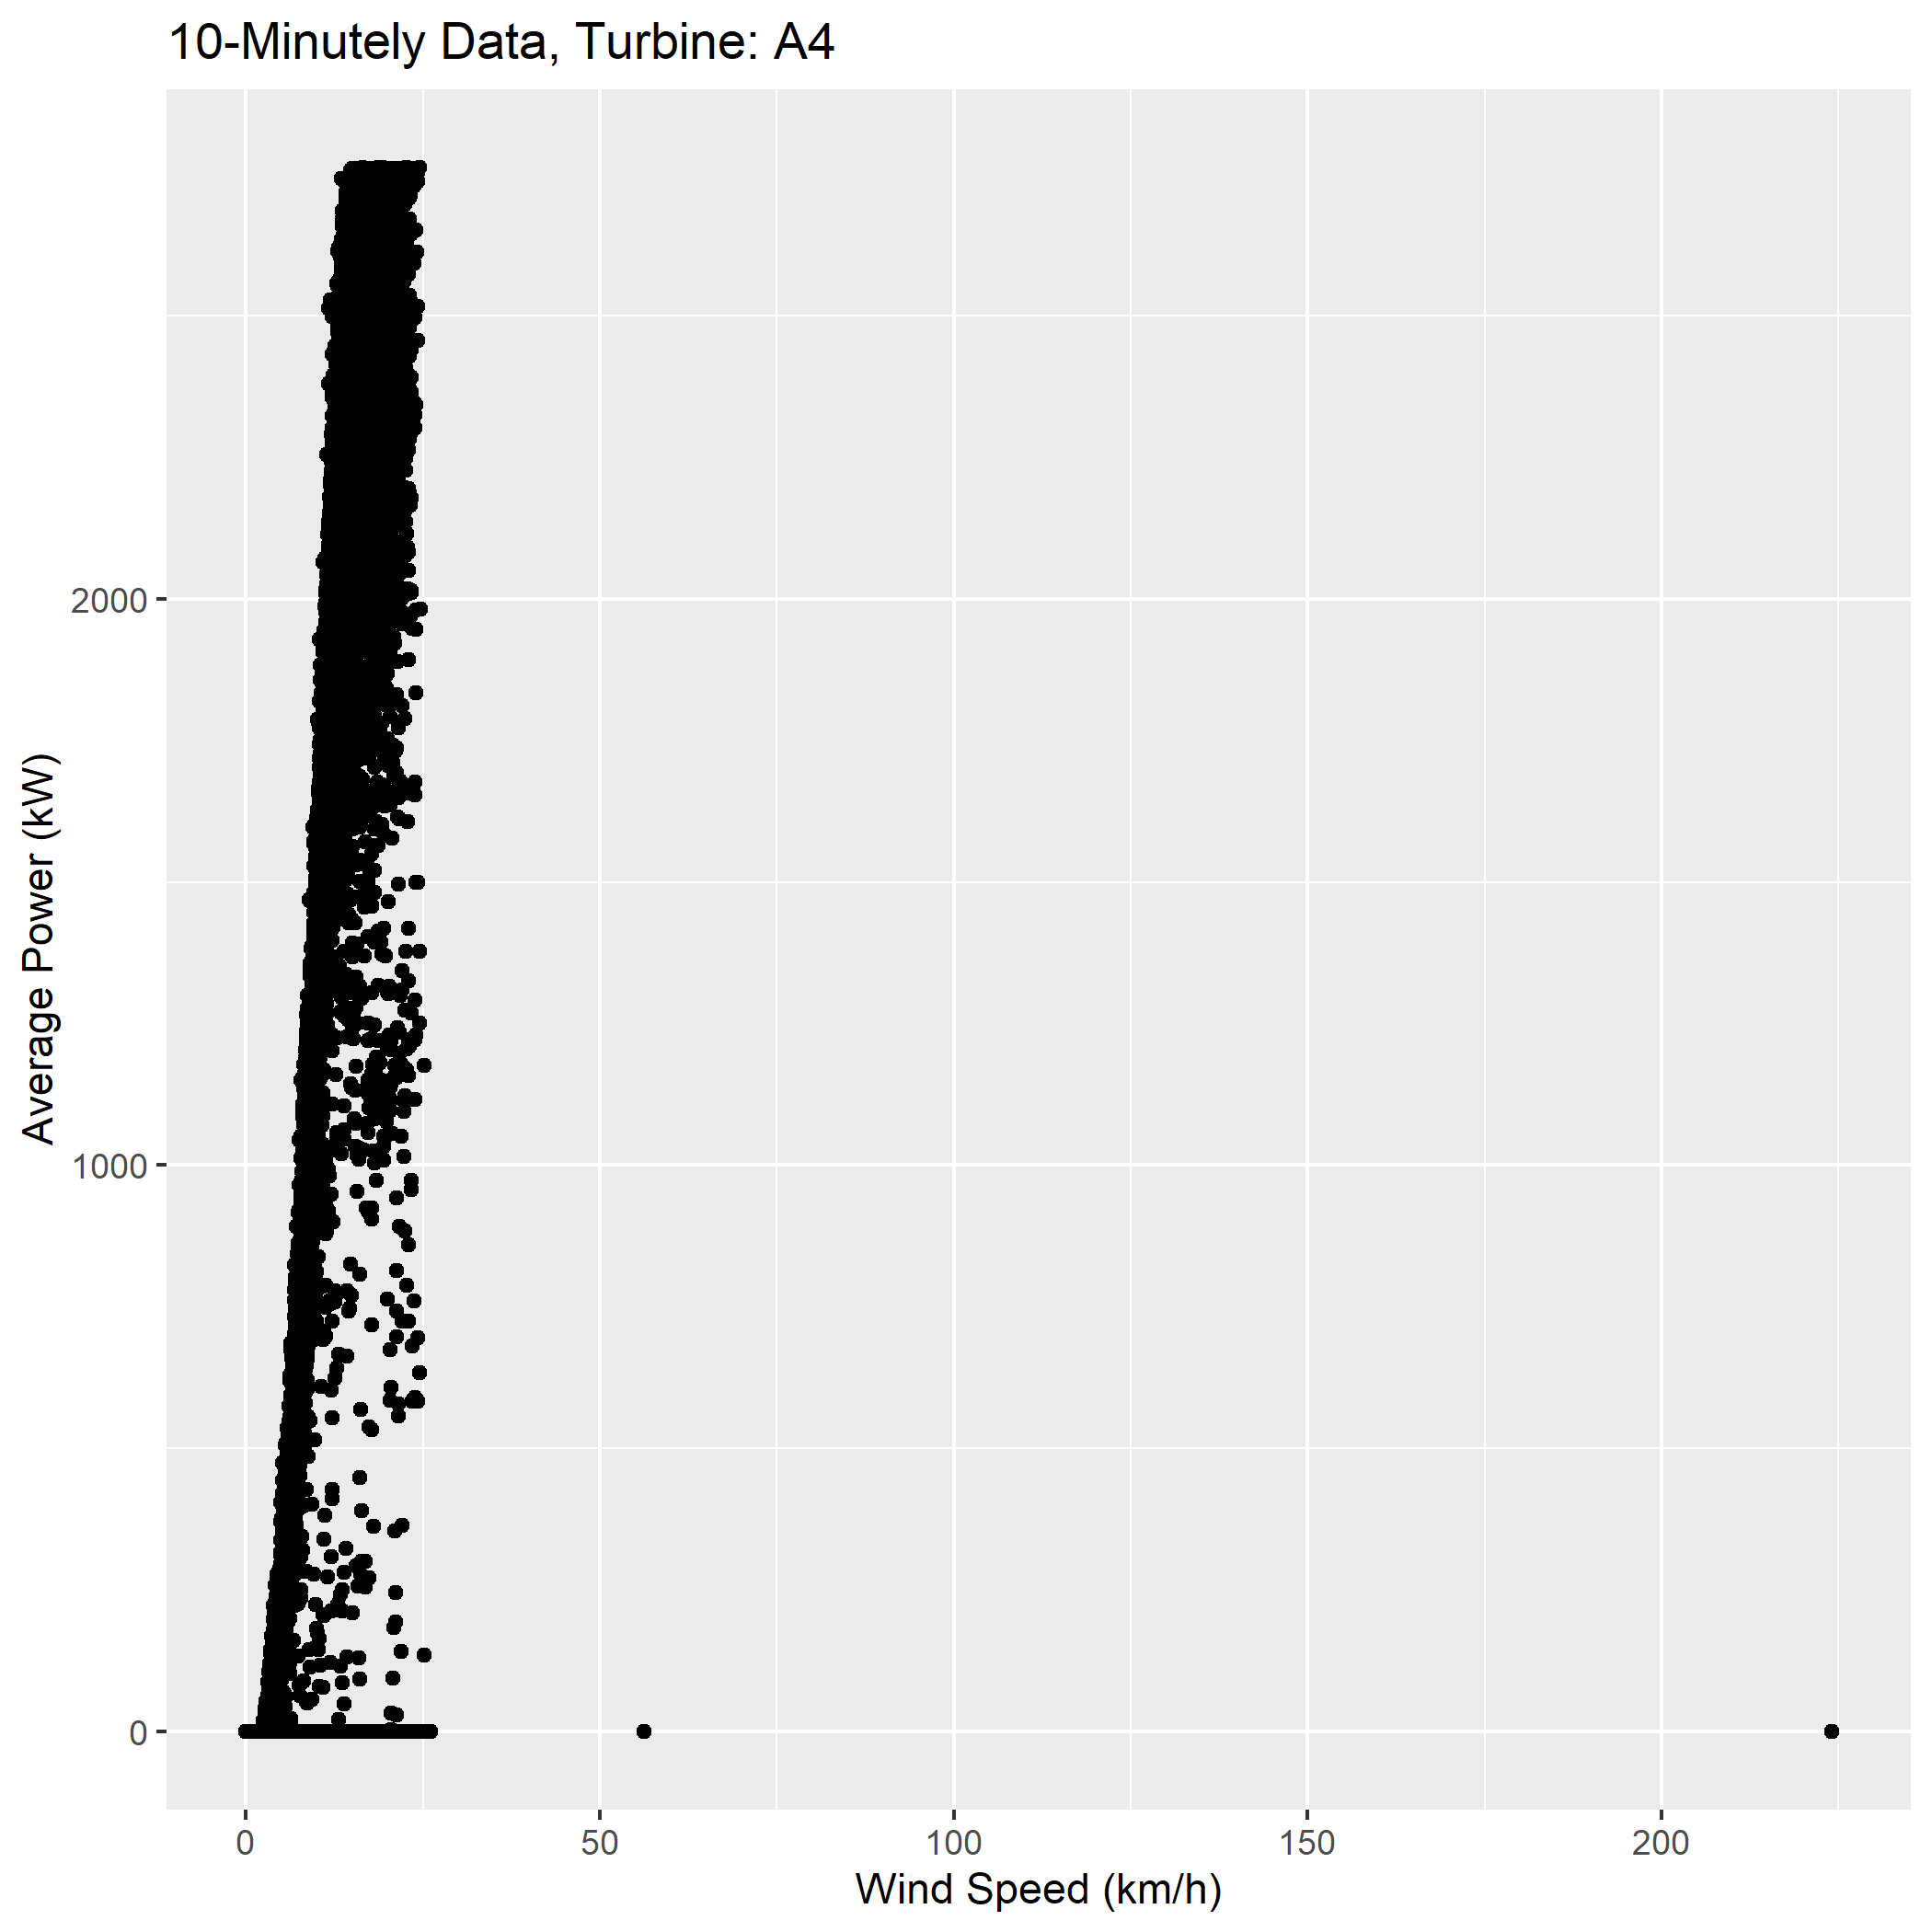 10-Minutely Data, Turbine: A4
Average Power (kW)
2000
1000
0
0 50 100 150 200
Wind Speed (km/h)